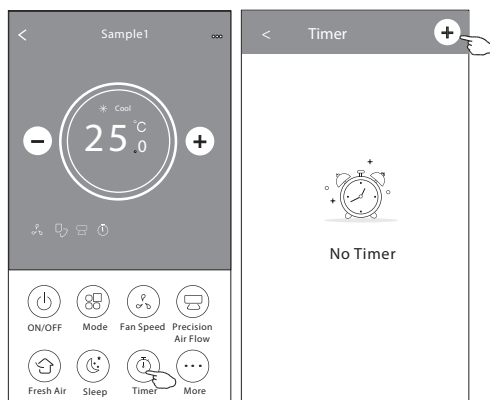 < Sample1
Cool
25.0°C
ON/OFF Mode Fan Speed Precision
Air Flow
Fresh Air Sleep Timer More
< Timer +
No Timer